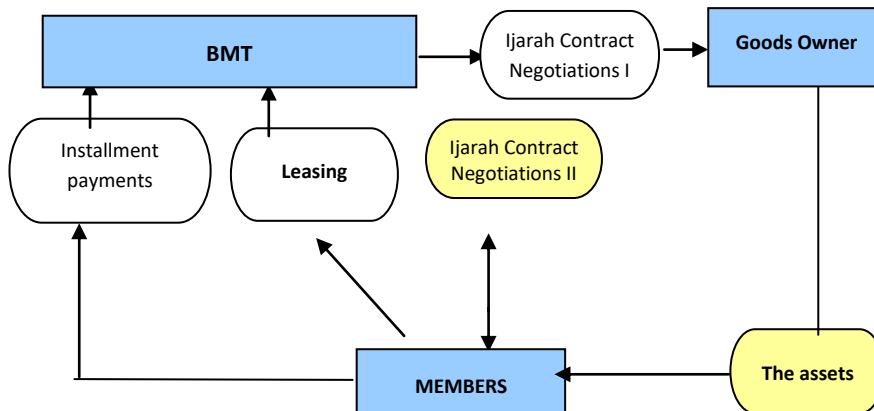 BMT
Ijarah Contract
Negotiations I
Goods Owner
Installment
payments
Leasing
Ijarah Contract
Negotiations II
MEMBERS
The assets